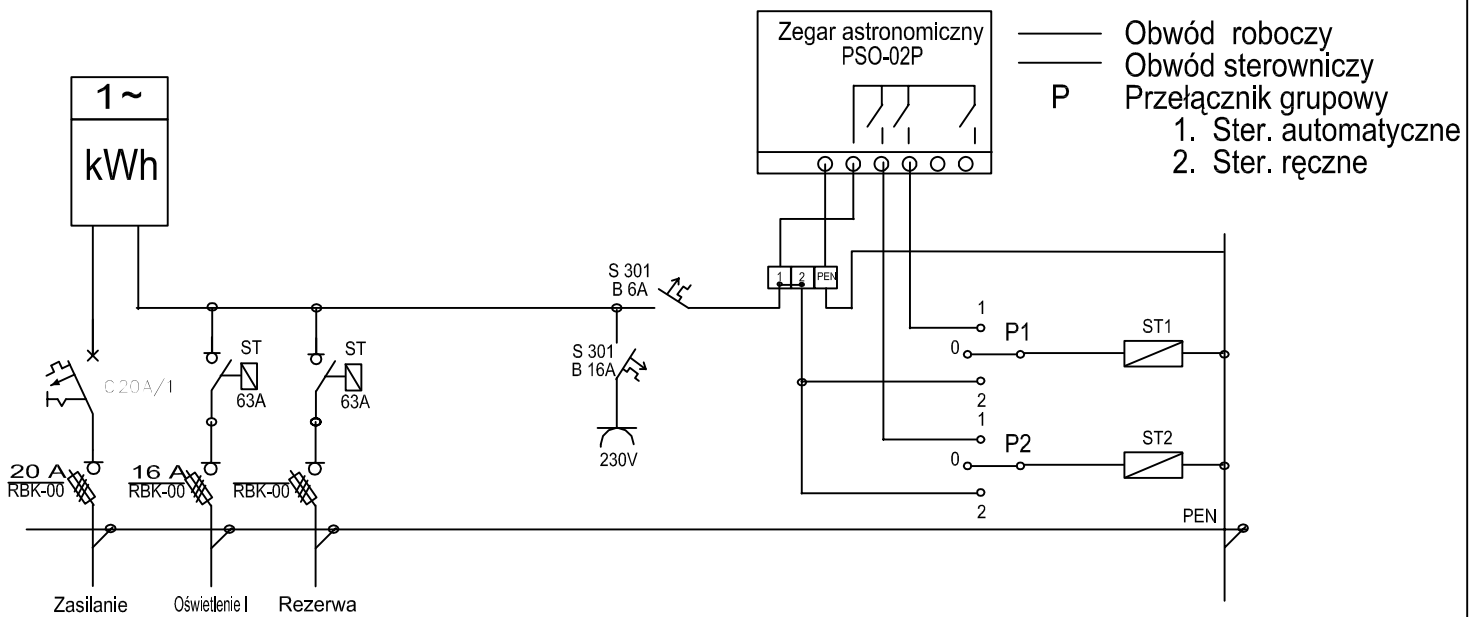 Zegar astronomiczny
PSO-02P
Obwód roboczy
Obwód sterowniczy
P Przełącznik grupowy
1. Ster. automatyczne
2. Ster. ręczne
1~
kWh
S 301
B 6A
1 2 PEN
S 301
B 16A
230V
C20A/1
ST
63A
ST
63A
1
P1
0
2
ST1
1
P2
0
2
ST2
20 A
RBK-00
16 A
RBK-00
RBK-00
PEN
Zasilanie
Oświetlenie I
Rezerwa